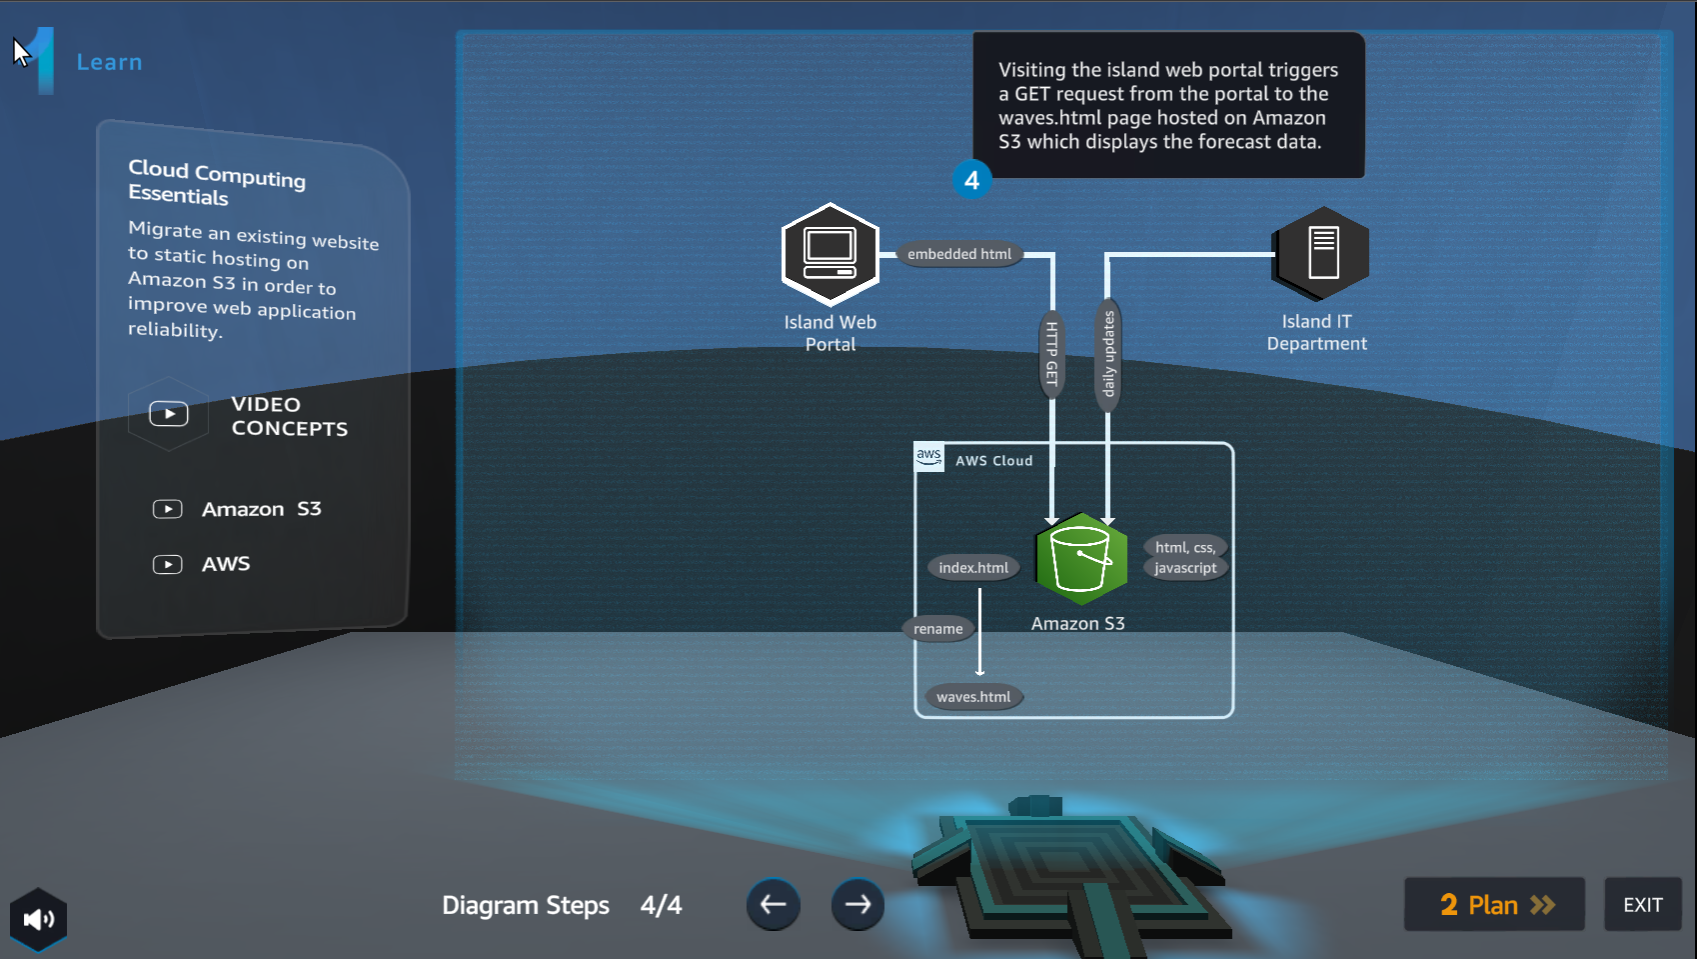 1 Learn
Cloud Computing
Essentials
Migrate an existing website
to static hosting on
Amazon S3 in order to
improve web application
reliability.
VIDEO
CONCEPTS
Amazon S3
AWS
Visiting the island web portal triggers
a GET request from the portal to the
waves.html page hosted on Amazon
S3 which displays the forecast data.
4
embedded html
Island Web
Portal
HTTP GET
daily updates
Island IT
Department
aws
AWS Cloud
index.html
html, css,
javascript
Amazon S3
rename
waves.html
Diagram Steps 4/4
2 Plan
EXIT